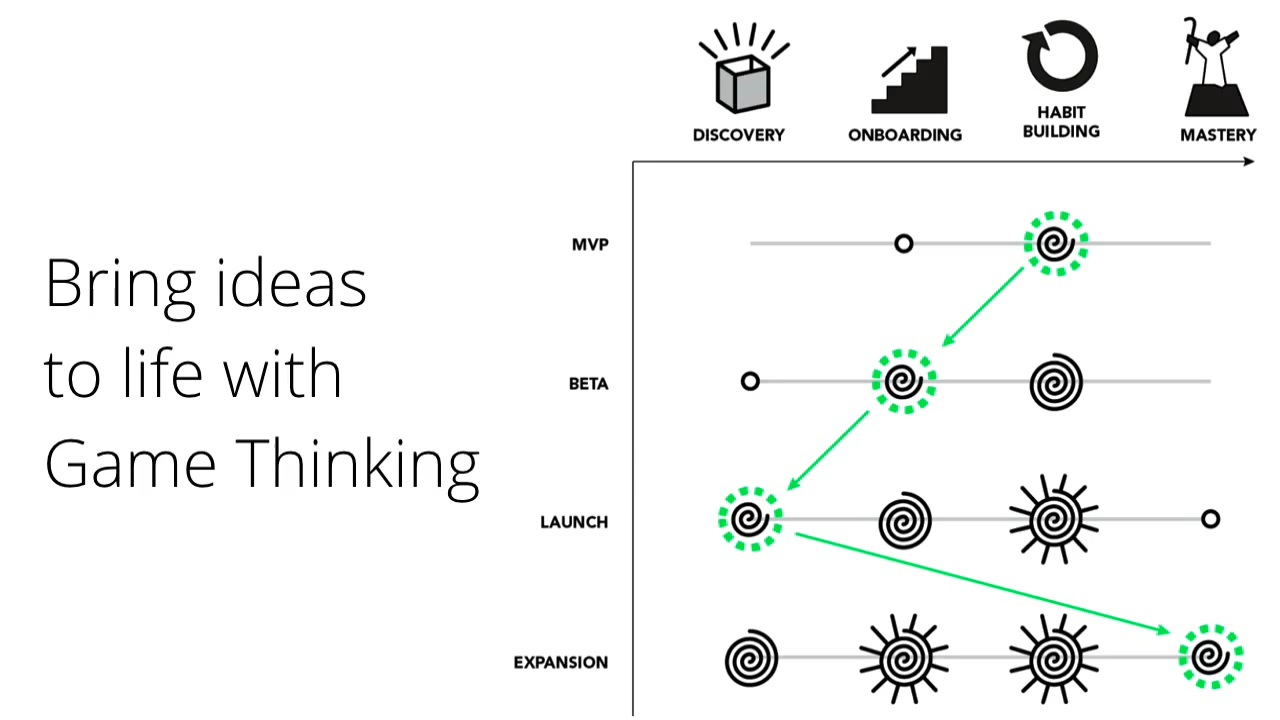 DISCOVERY
ONBOARDING
HABIT
BUILDING
MASTERY
Bring ideas
to life with
Game Thinking
MVP
BETA
LAUNCH
EXPANSION